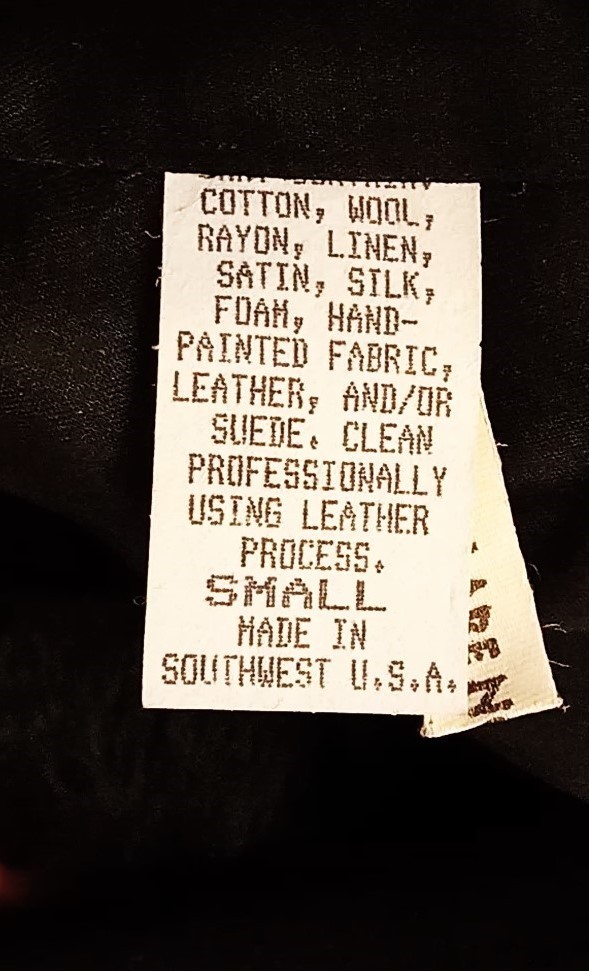 COTTON, WOOL,
RAYON, LINEN,
SATIN, SILK,
FOAM, HAND-
PAINTED FABRIC,
LEATHER, AND/OR
SUEDE. CLEAN
PROFESSIONALLY
USING LEATHER
PROCESS.
SMALL
MADE IN
SOUTHWEST U.S.A.